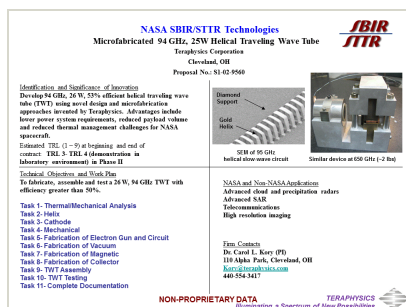 NASA SBIR/STTR Technologies
Microfabricated 94 GHz, 25W Helical Traveling Wave Tube
Teraphysics Corporation
Cleveland, OH
Proposal No.: S1-02-9560
SBIR
STTR
Identification and Significance of Innovation
Develop 94 GHz, 26 W, 53% efficient helical traveling wave
tube (TWT) using novel design and microfabrication
approaches invented by Teraphysics. Advantages include
lower power system requirements, reduced payload volume
and reduced thermal management challenges for NASA
spacecraft.
Estimated TRL (1 – 9) at beginning and end of
contract: TRL 3- TRL 4 (demonstration in
laboratory environment) in Phase II
Diamond
Support
Gold
Helix
SEM of 95 GHz
helical slow-wave circuit
Similar device at 650 GHz (~2 lbs)
Technical Objectives and Work Plan
To fabricate, assemble and test a 26 W, 94 GHz TWT with
efficiency greater than 50%.
Task 1- Thermal/Mechanical Analysis
Task 2- Helix
Task 3- Cathode
Task 4- Mechanical
Task 5- Fabrication of Electron Gun and Circuit
Task 6- Fabrication of Vacuum
Task 7- Fabrication of Magnetic
Task 8- Fabrication of Collector
Task 9- TWT Assembly
Task 10- TWT Testing
Task 11- Complete Documentation
NASA and Non-NASA Applications
Advanced cloud and precipitation radars
Advanced SAR
Telecommunications
High resolution imaging
Firm Contacts
Dr. Carol L. Kory (PI)
110 Alpha Park, Cleveland, OH
Kory@teraphysics.com
440-554-3417
NON-PROPRIETARY DATA
TERAPHYSICS
Illuminating a Spectrum of New Possibilities